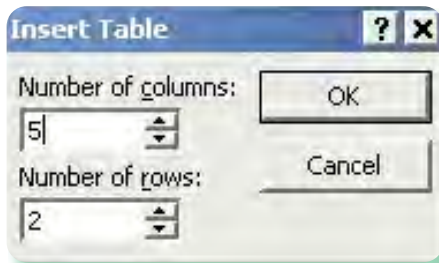 Insert Table ? ×
Number of columns:
5
OK
Number of rows:
2
Cancel